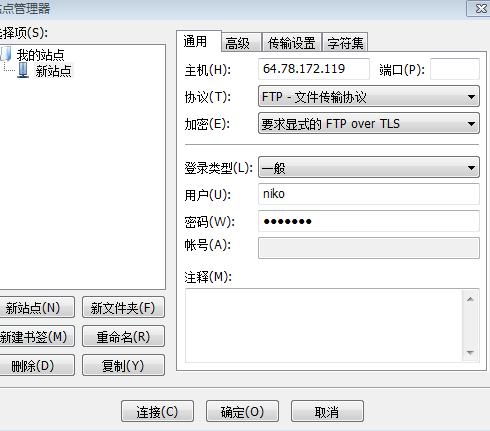 站点管理器
选择项(S):
我的站点
新站点
新站点(N)
新文件夹(F)
新建书签(M)
重命名(R)
删除(D)
复制(Y)
通用
高级
传输设置
字符集
主机(H):
64.78.172.119
端口(P):
协议(T):
FTP - 文件传输协议
加密(E):
要求显式的 FTP over TLS
登录类型(L):
一般
用户(U):
niko
密码(W):
●●●●●●●
帐号(A):
注释(M):
连接(C)
确定(O)
取消